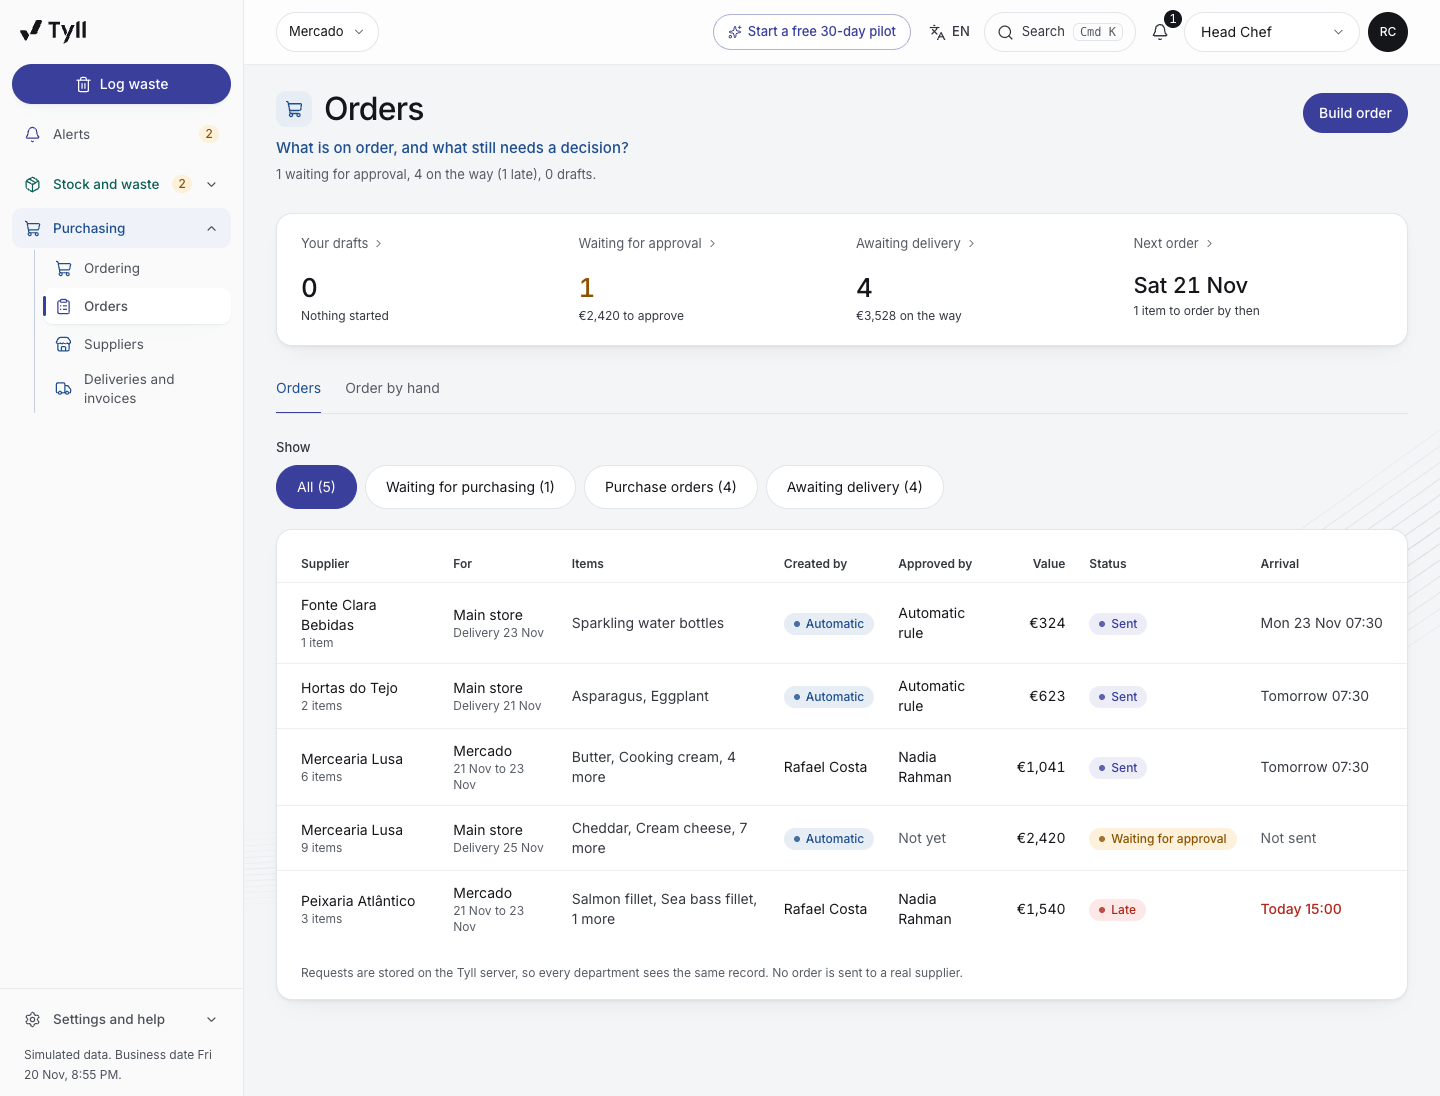 Tyll
Mercado
Start a free 30-day pilot
EN
Search Cmd K
1
Head Chef
RC
Log waste
Alerts 2
Stock and waste 2
Purchasing
Ordering
Orders
Suppliers
Deliveries and
invoices
Settings and help
Simulated data. Business date Fri
20 Nov, 8:55 PM.
Orders
Build order
What is on order, and what still needs a decision?
1 waiting for approval, 4 on the way (1 late), 0 drafts.
Your drafts
0
Nothing started
Waiting for approval
1
€2,420 to approve
Awaiting delivery
4
€3,528 on the way
Next order
Sat 21 Nov
1 item to order by then
Orders Order by hand
Show
All (5) Waiting for purchasing (1) Purchase orders (4) Awaiting delivery (4)
Supplier For Items Created by Approved by Value Status Arrival
Fonte Clara
Bebidas
1 item
Main store
Delivery 23 Nov
Sparkling water bottles
Automatic
Automatic
rule
€324
Sent
Mon 23 Nov 07:30
Hortas do Tejo
2 items
Main store
Delivery 21 Nov
Asparagus, Eggplant
Automatic
Automatic
rule
€623
Sent
Tomorrow 07:30
Mercearia Lusa
6 items
Mercado
21 Nov to 23
Nov
Butter, Cooking cream, 4
more
Rafael Costa
Nadia
Rahman
€1,041
Sent
Tomorrow 07:30
Mercearia Lusa
9 items
Main store
Delivery 25 Nov
Cheddar, Cream cheese, 7
more
Automatic
Not yet
€2,420
Waiting for approval
Not sent
Peixaria Atlântico
3 items
Mercado
21 Nov to 23
Nov
Salmon fillet, Sea bass fillet,
1 more
Rafael Costa
Nadia
Rahman
€1,540
Late
Today 15:00
Requests are stored on the Tyll server, so every department sees the same record. No order is sent to a real supplier.